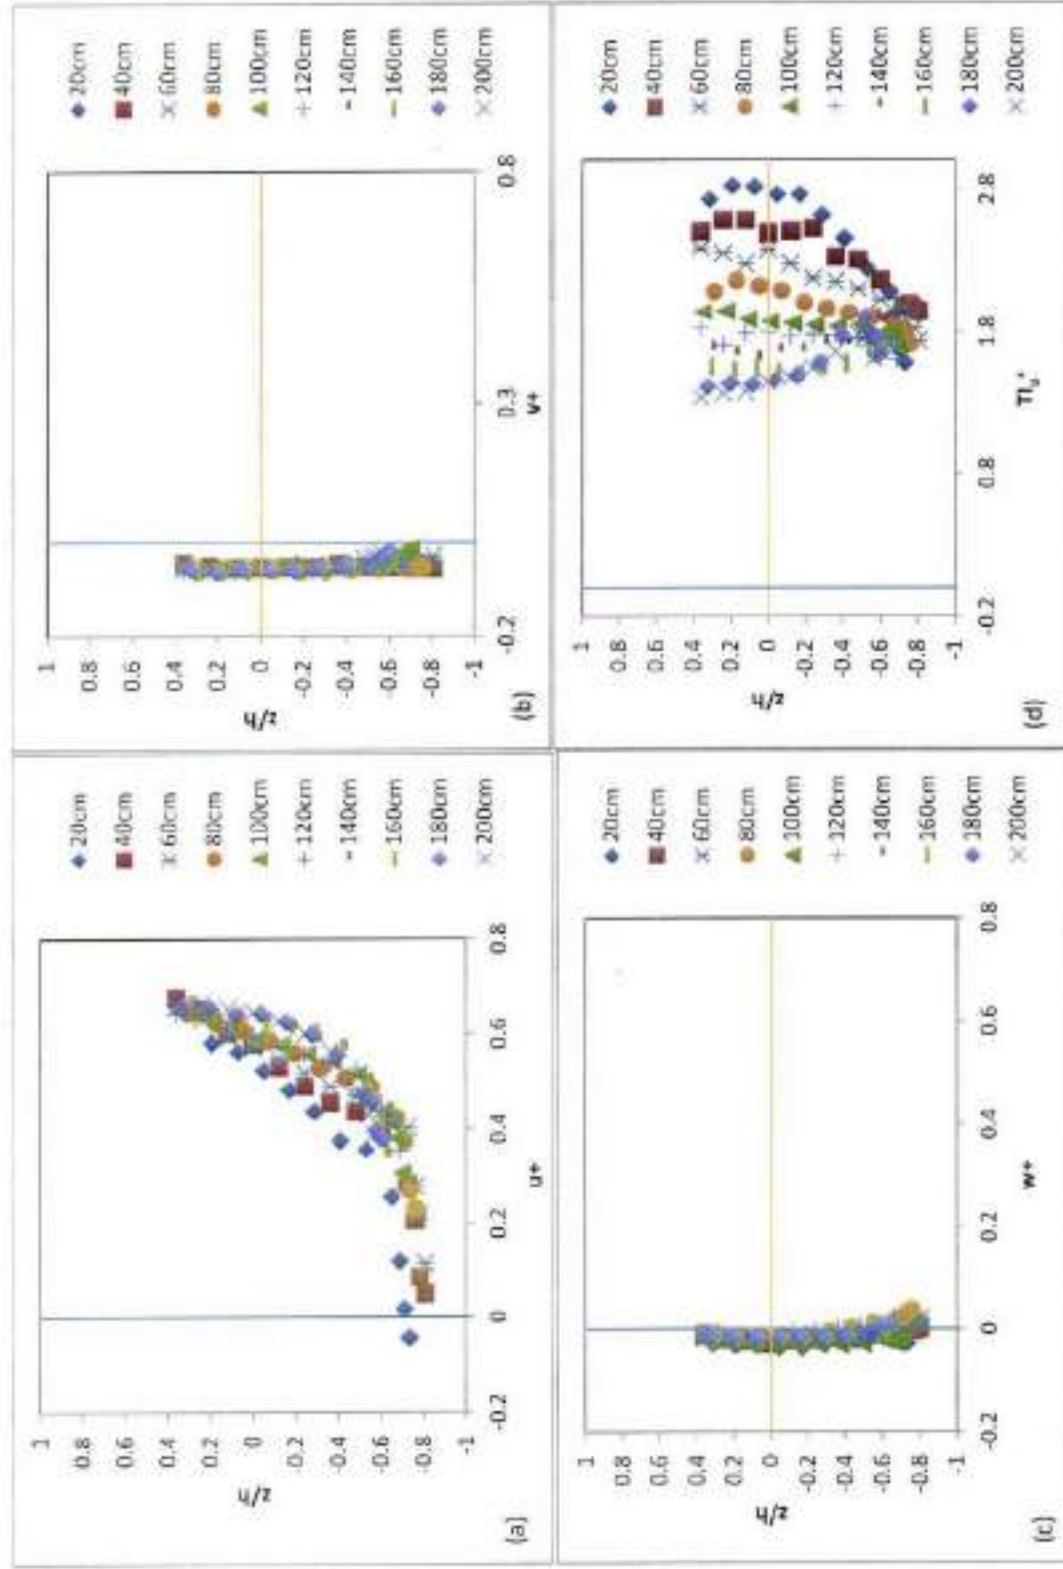 1
0.8
0.6
0.4
0.2
0
-0.2
-0.4
-0.6
-0.8
-1
z/h
-0.2
0
0.2
0.4
0.6
0.8
u+
20cm
40cm
60cm
80cm
100cm
120cm
140cm
160cm
180cm
200cm
(a)
1
0.8
0.6
0.4
0.2
0
-0.2
-0.4
-0.6
-0.8
-1
z/h
-0.2
0.3
0.8
v+
20cm
40cm
60cm
80cm
100cm
120cm
140cm
160cm
180cm
200cm
(b)
1
0.8
0.6
0.4
0.2
0
-0.2
-0.4
-0.6
-0.8
-1
z/h
-0.2
0
0.2
0.4
0.6
0.8
w+
20cm
40cm
60cm
80cm
100cm
120cm
140cm
160cm
180cm
200cm
(c)
1
0.8
0.6
0.4
0.2
0
-0.2
-0.4
-0.6
-0.8
-1
z/h
-0.2
0.8
1.8
2.8
TIu+
20cm
40cm
60cm
80cm
100cm
120cm
140cm
160cm
180cm
200cm
(d)